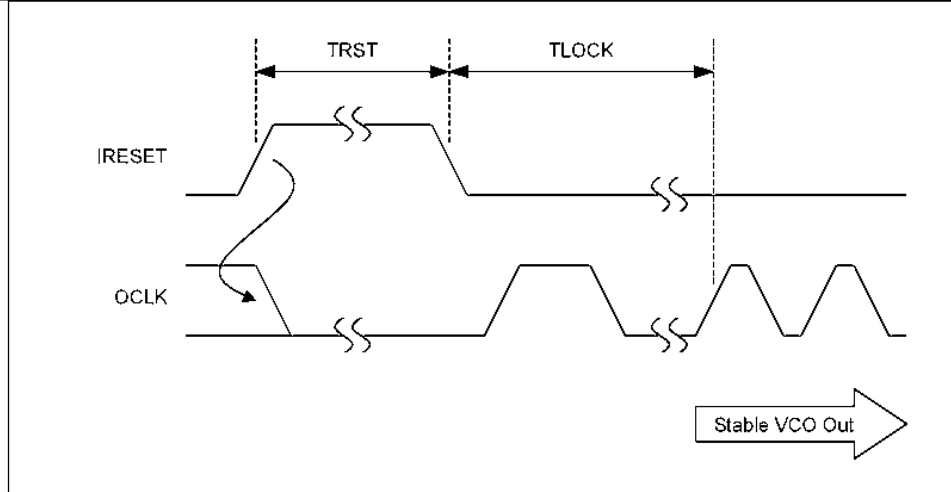 TRST
TLOCK
IRESET
OCLK
Stable VCO Out